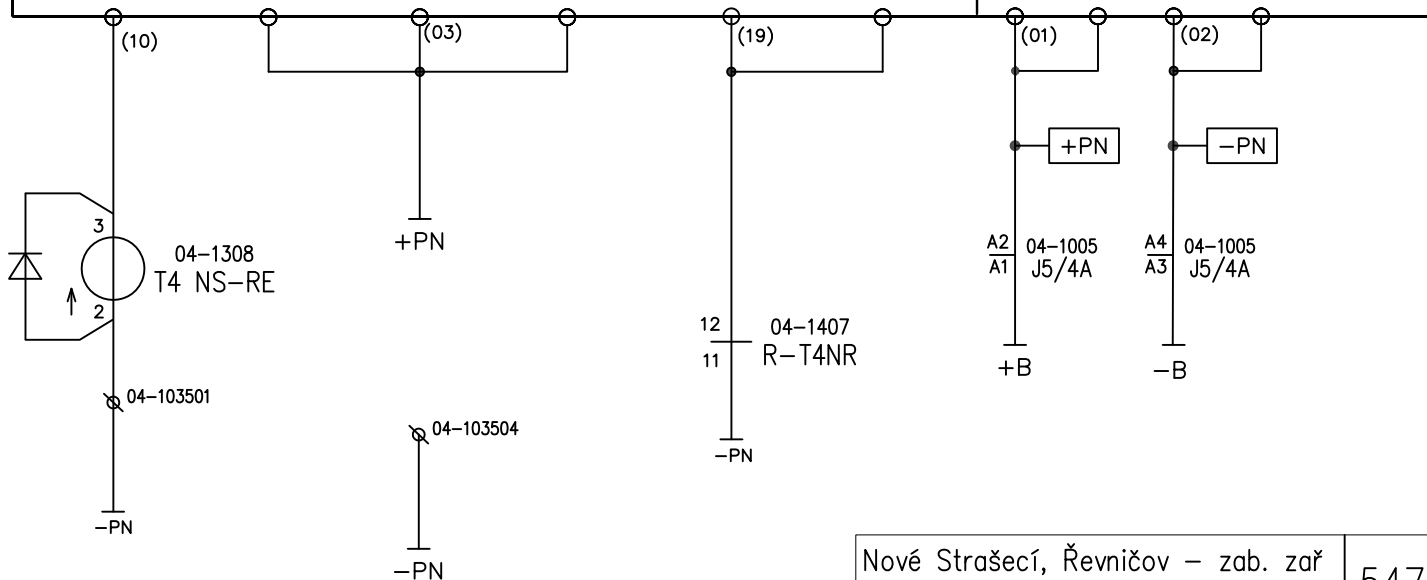 (10)
(03)
(19)
(01)
(02)
+PN
-PN
3
04-1308
T4 NS-RE
2
+PN
A2
A1
04-1005
J5/4A
A4
A3
04-1005
J5/4A
12
11
04-1407
R-T4NR
+B
-B
04-103501
04-103504
-PN
-PN
-PN
Nové Strašecí, Řevničov - zab. zař
547